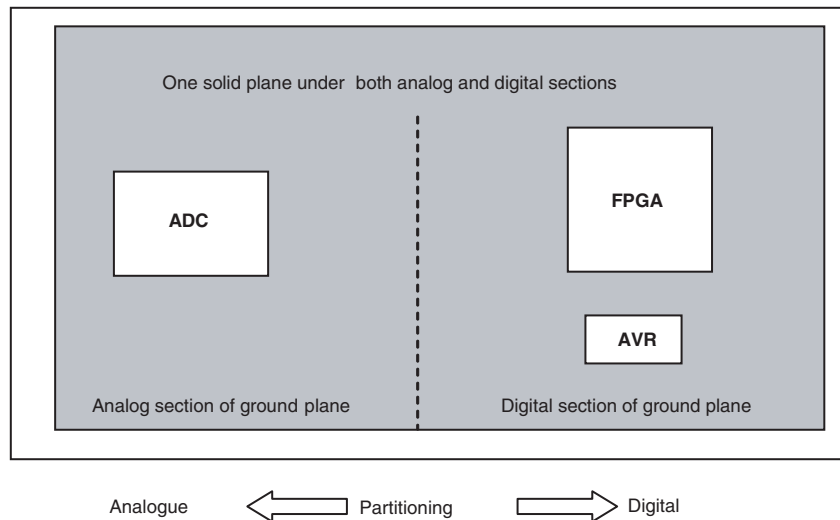 One solid plane under both analog and digital sections
ADC
FPGA
AVR
Analog section of ground plane
Digital section of ground plane
Analogue
Partitioning
Digital